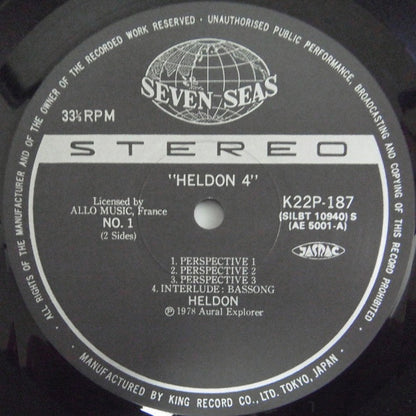 ALL RIGHTS OF THE MANUFACTURER AND OF THE OWNER OF THE RECORDED WORK RESERVED · UNAUTHORISED PUBLIC PERFORMANCE, BROADCASTING AND COPYING OF THIS RECORD PROHIBITED
SEVEN SEAS
33⅓ RPM
STEREO
"HELDON 4"
Licensed by
ALLO MUSIC, France
NO. 1
(2 Sides)
K22P-187
(SILBT 10940) S
(AE 5001-A)
JASRAC
1. PERSPECTIVE 1
2. PERSPECTIVE 2
3. PERSPECTIVE 3
4. INTERLUDE: BASSONG
HELDON
℗ 1978 Aural Explorer
MANUFACTURED BY KING RECORD CO., LTD. TOKYO, JAPAN